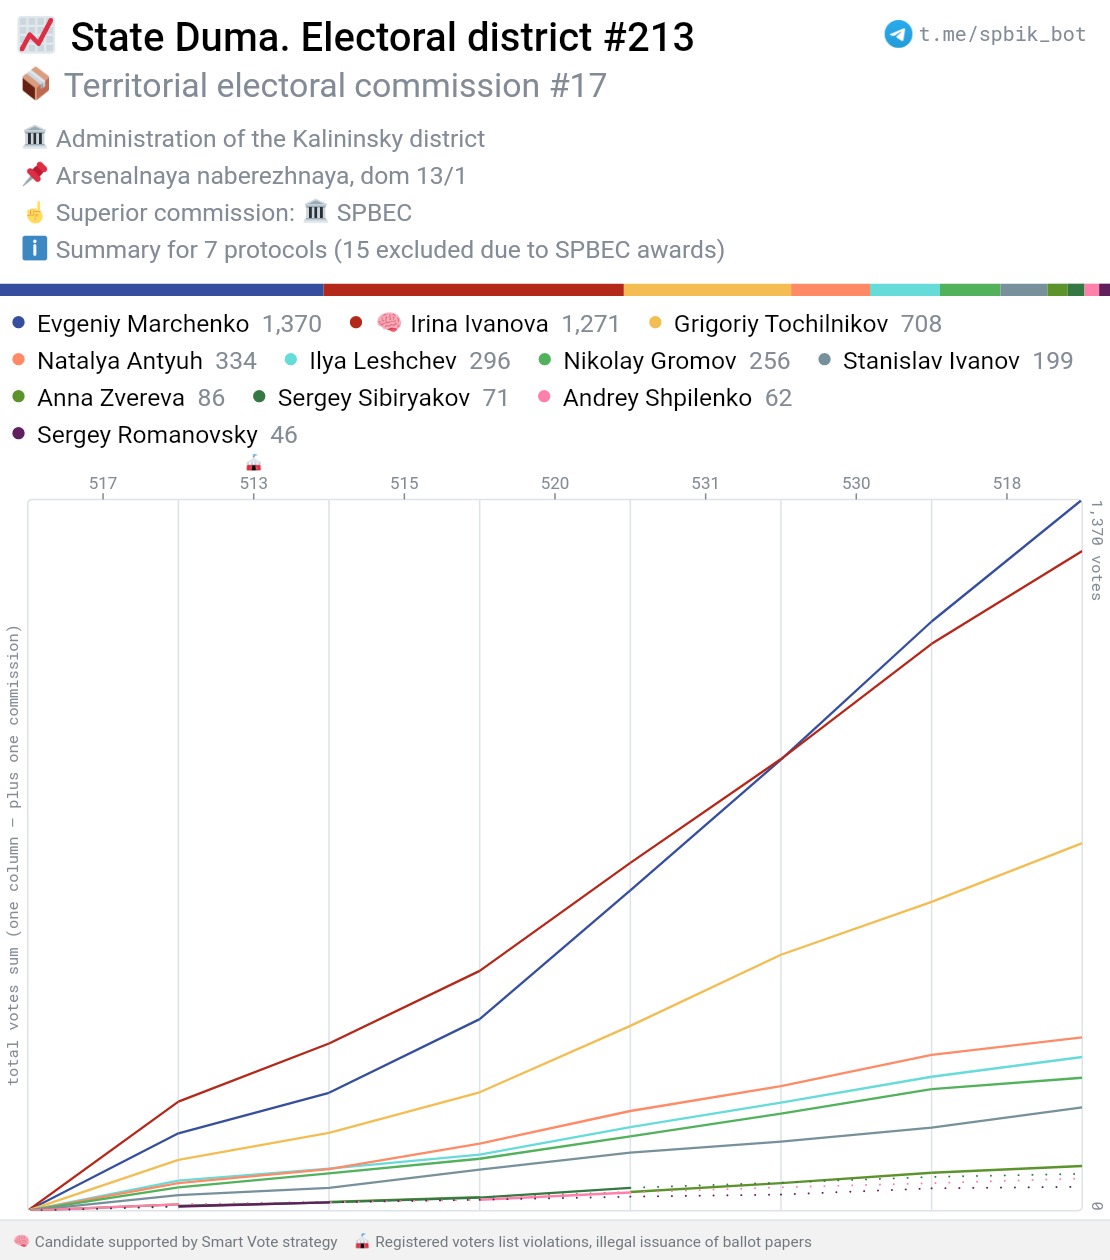 State Duma. Electoral district #213
t.me/spbik_bot
Territorial electoral commission #17
Administration of the Kalininsky district
Arsenalnaya naberezhnaya, dom 13/1
Superior commission: SPBEC
Summary for 7 protocols (15 excluded due to SPBEC awards)
Evgeniy Marchenko 1,370 Irina Ivanova 1,271 Grigoriy Tochilnikov 708
Natalya Antyuh 334 Ilya Leshchev 296 Nikolay Gromov 256 Stanislav Ivanov 199
Anna Zvereva 86 Sergey Sibiryakov 71 Andrey Shpilenko 62
Sergey Romanovsky 46
517 513 515 520 531 530 518
1,370 votes
total votes sum (one column — plus one commission)
0
Candidate supported by Smart Vote strategy Registered voters list violations, illegal issuance of ballot papers